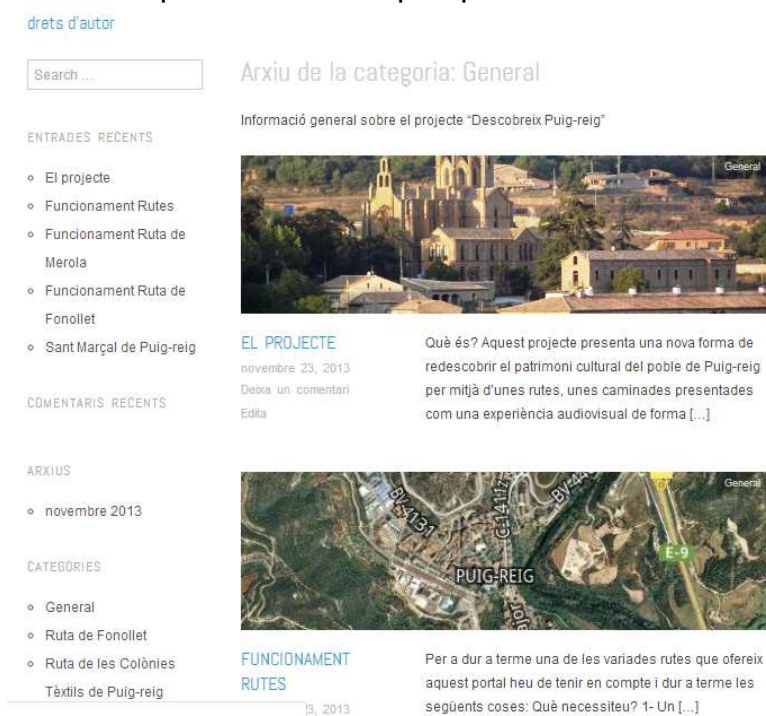 drets d'autor
Search ...
ENTRADES RECENTS
El projecte
Funcionament Rutes
Funcionament Ruta de
Merola
Funcionament Ruta de
Fonollet
Sant Marçal de Puig-reig
COMENTARIS RECENTS
ARXIUS
novembre 2013
CATEGORIES
General
Ruta de Fonollet
Ruta de les Colònies
Tèxtils de Puig-reig
Arxiu de la categoria: General
Informació general sobre el projecte “Descobreix Puig-reig”
General
EL PROJECTE
novembre 23, 2013
Deixa un comentari
Edita
Què és? Aquest projecte presenta una nova forma de
redescobrir el patrimoni cultural del poble de Puig-reig
per mitjà d'unes rutes, unes caminades presentades
com una experiència audiovisual de forma [...]
General
BV-4131
C-1411z
E-9
PUIG-REIG
FUNCIONAMENT
RUTES
3, 2013
Per a dur a terme una de les variades rutes que ofereix
aquest portal heu de tenir en compte i dur a terme les
següents coses: Què necessiteu? 1- Un [...]